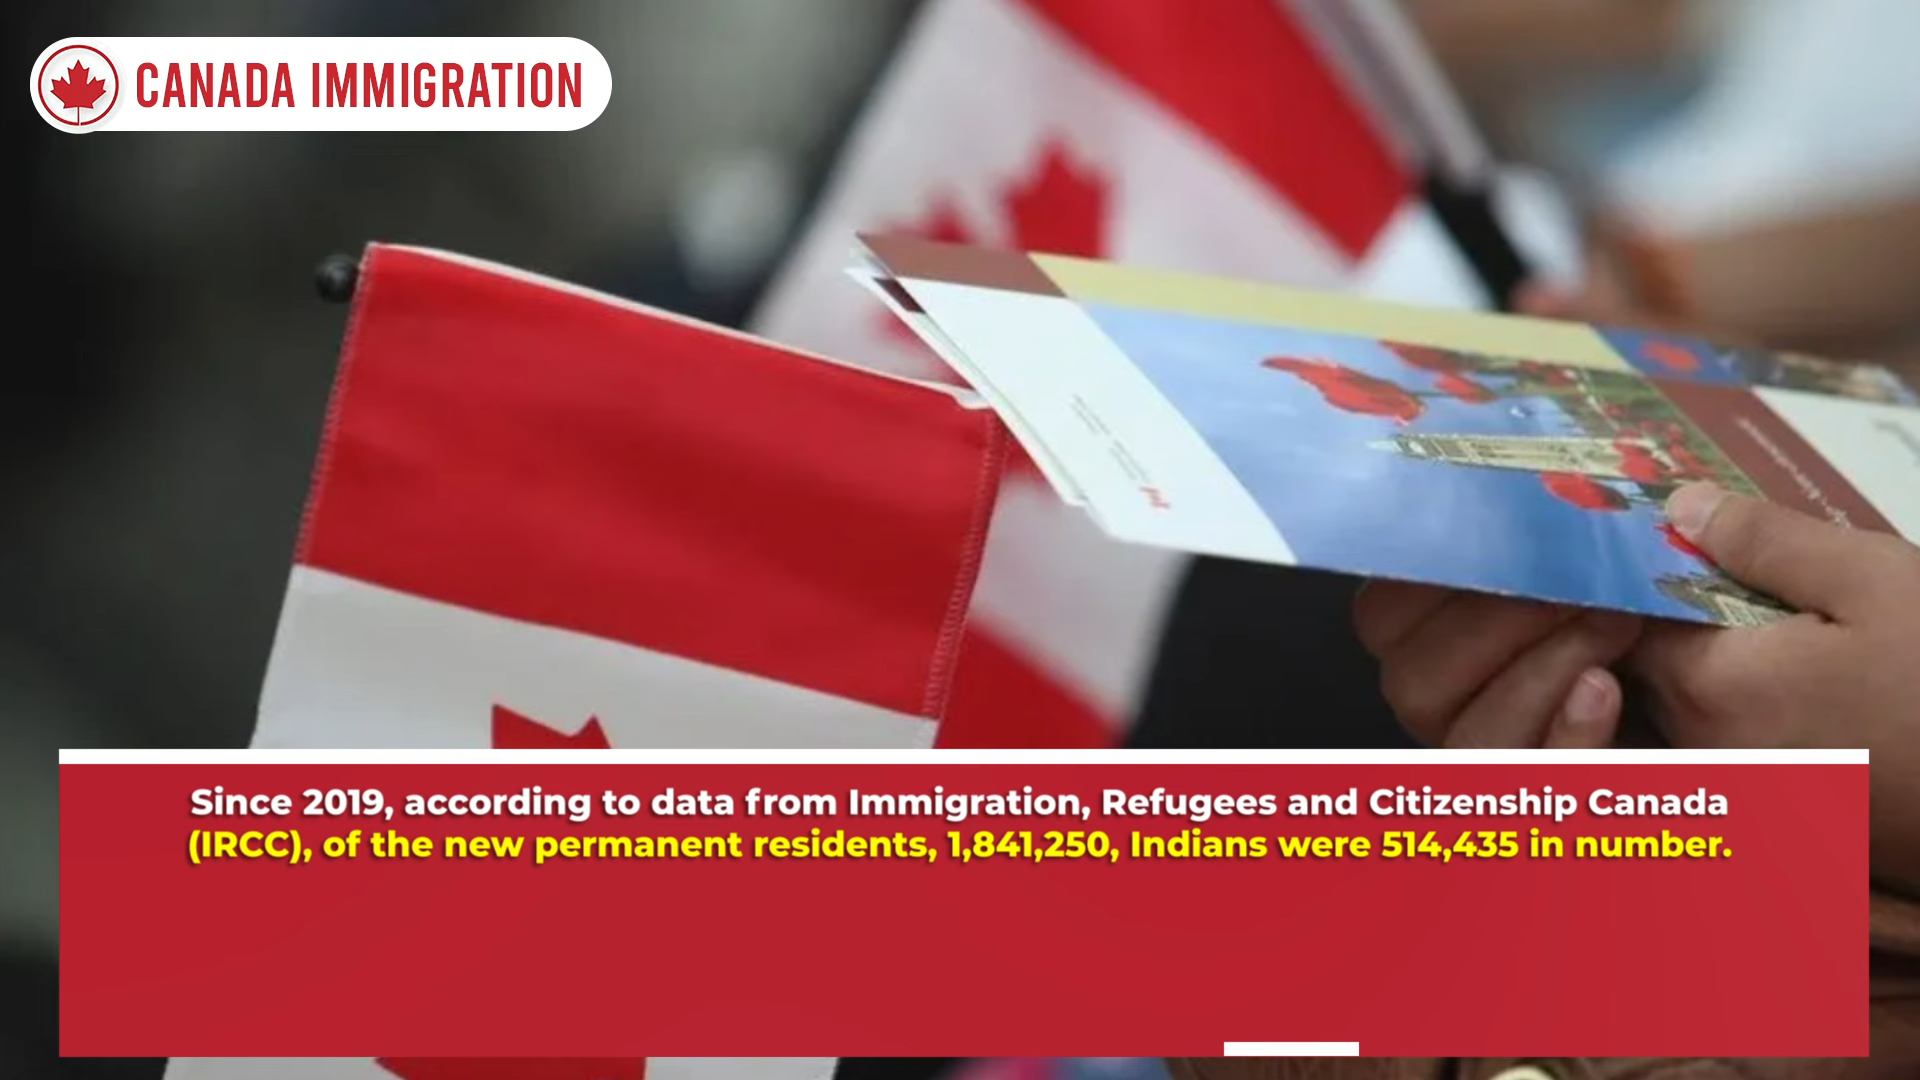 CANADA IMMIGRATION
Since 2019, according to data from Immigration, Refugees and Citizenship Canada
(IRCC), of the new permanent residents, 1,841,250, Indians were 514,435 in number.